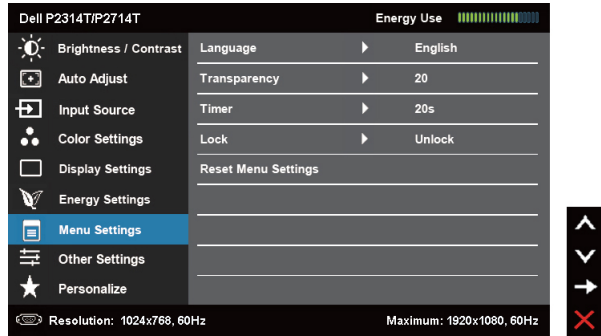 Dell P2314T/P2714T Energy Use
Brightness / Contrast Language English
Auto Adjust Transparency 20
Input Source Timer 20s
Color Settings Lock Unlock
Display Settings Reset Menu Settings
Energy Settings
Menu Settings
Other Settings
Personalize
Resolution: 1024x768, 60Hz Maximum: 1920x1080, 60Hz